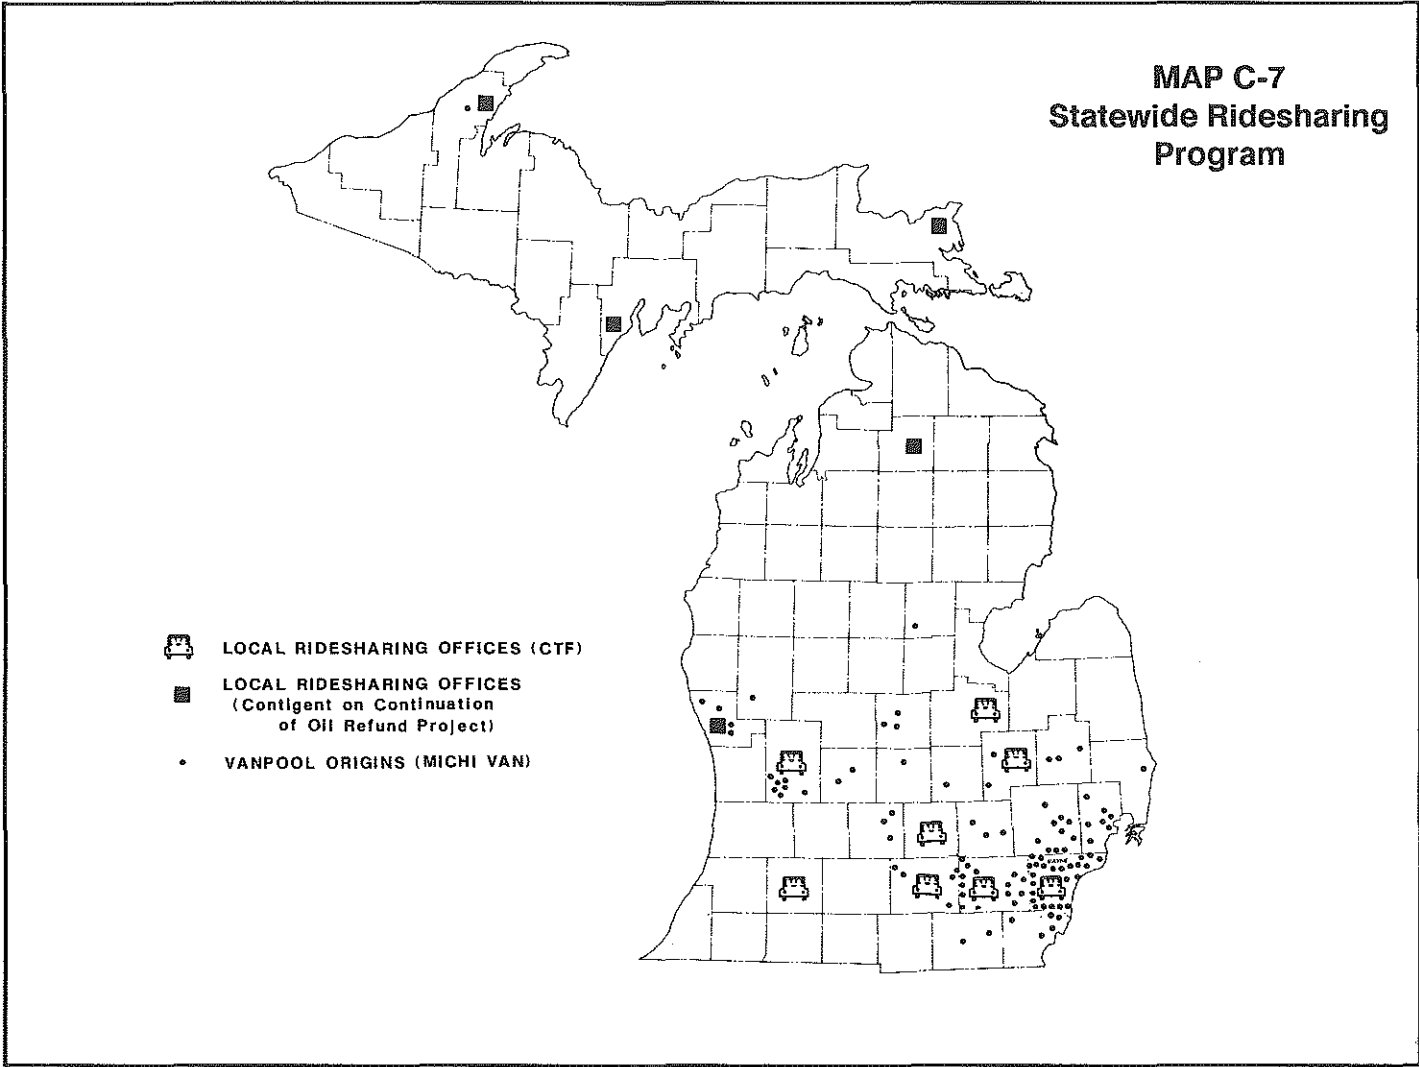 MAP C-7
Statewide Ridesharing
Program
LOCAL RIDESHARING OFFICES (CTF)
LOCAL RIDESHARING OFFICES
(Contigent on Continuation
of Oil Refund Project)
VANPOOL ORIGINS (MICHI VAN)
WAYNE